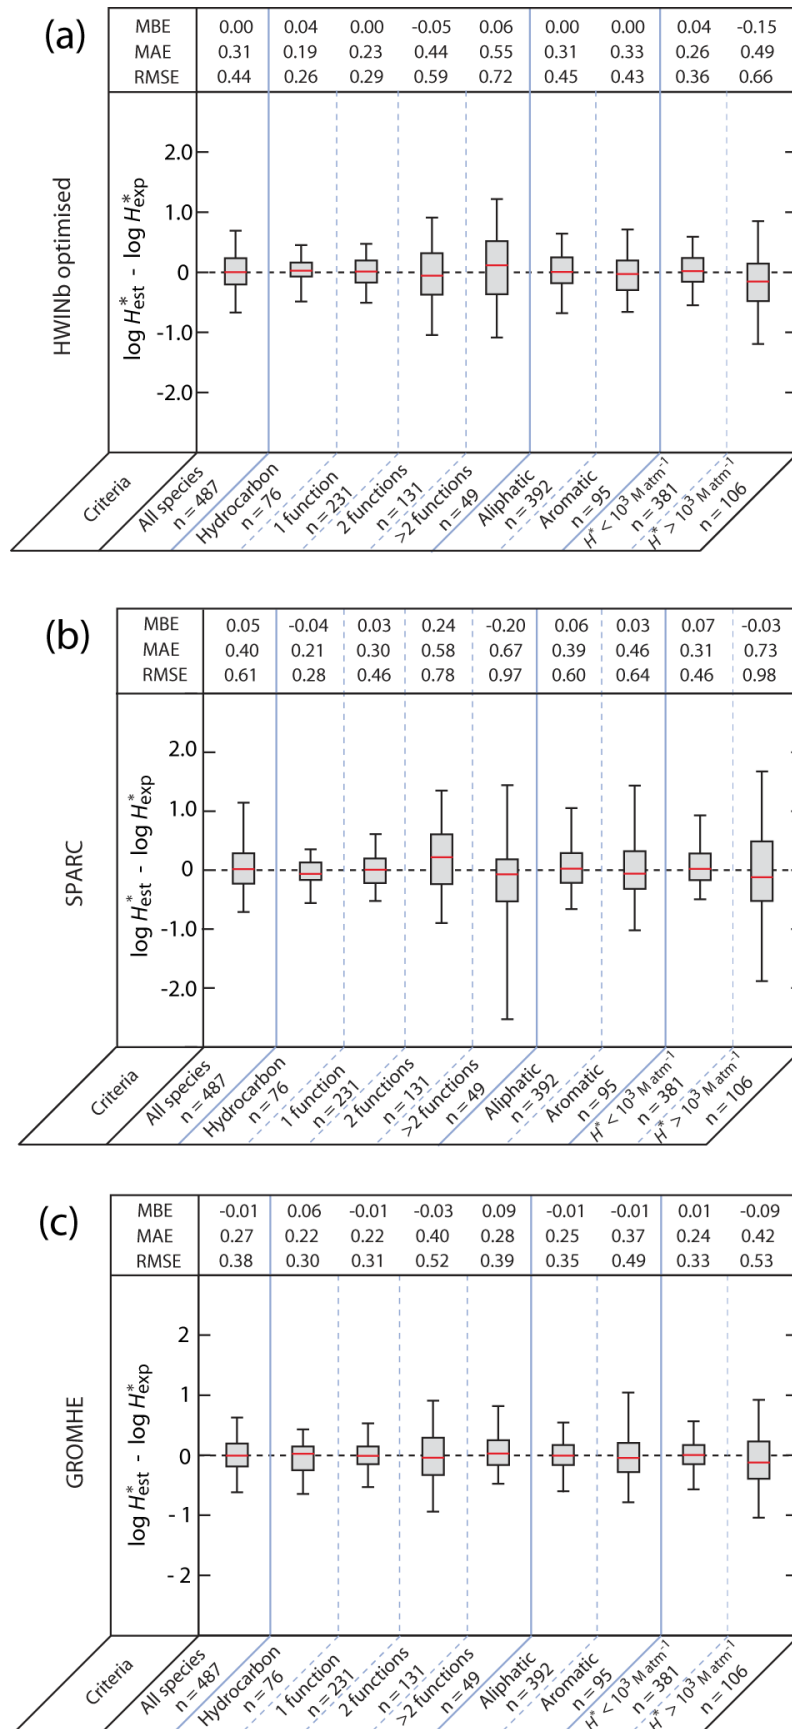 (a)
MBE 0.00 0.04 0.00 -0.05 0.06 0.00 0.00 0.04 -0.15
MAE 0.31 0.19 0.23 0.44 0.55 0.31 0.33 0.26 0.49
RMSE 0.44 0.26 0.29 0.59 0.72 0.45 0.43 0.36 0.66
HWINb optimised
log H*est - log H*exp
2.0
1.0
0
-1.0
-2.0
Criteria
All species
n = 487
Hydrocarbon
n = 76
1 function
n = 231
2 functions
n = 131
>2 functions
n = 49
Aliphatic
n = 392
Aromatic
n = 95
H* < 10³ M atm⁻¹
n = 381
H* > 10³ M atm⁻¹
n = 106
(b)
MBE 0.05 -0.04 0.03 0.24 -0.20 0.06 0.03 0.07 -0.03
MAE 0.40 0.21 0.30 0.58 0.67 0.39 0.46 0.31 0.73
RMSE 0.61 0.28 0.46 0.78 0.97 0.60 0.64 0.46 0.98
SPARC
log H*est - log H*exp
2.0
1.0
0
-1.0
-2.0
Criteria
All species
n = 487
Hydrocarbon
n = 76
1 function
n = 231
2 functions
n = 131
>2 functions
n = 49
Aliphatic
n = 392
Aromatic
n = 95
H* < 10³ M atm⁻¹
n = 381
H* > 10³ M atm⁻¹
n = 106
(c)
MBE -0.01 0.06 -0.01 -0.03 0.09 -0.01 -0.01 0.01 -0.09
MAE 0.27 0.22 0.22 0.40 0.28 0.25 0.37 0.24 0.42
RMSE 0.38 0.30 0.31 0.52 0.39 0.35 0.49 0.33 0.53
GROMHE
log H*est - log H*exp
2
1
0
- 1
- 2
Criteria
All species
n = 487
Hydrocarbon
n = 76
1 function
n = 231
2 functions
n = 131
>2 functions
n = 49
Aliphatic
n = 392
Aromatic
n = 95
H* < 10³ M atm⁻¹
n = 381
H* > 10³ M atm⁻¹
n = 106